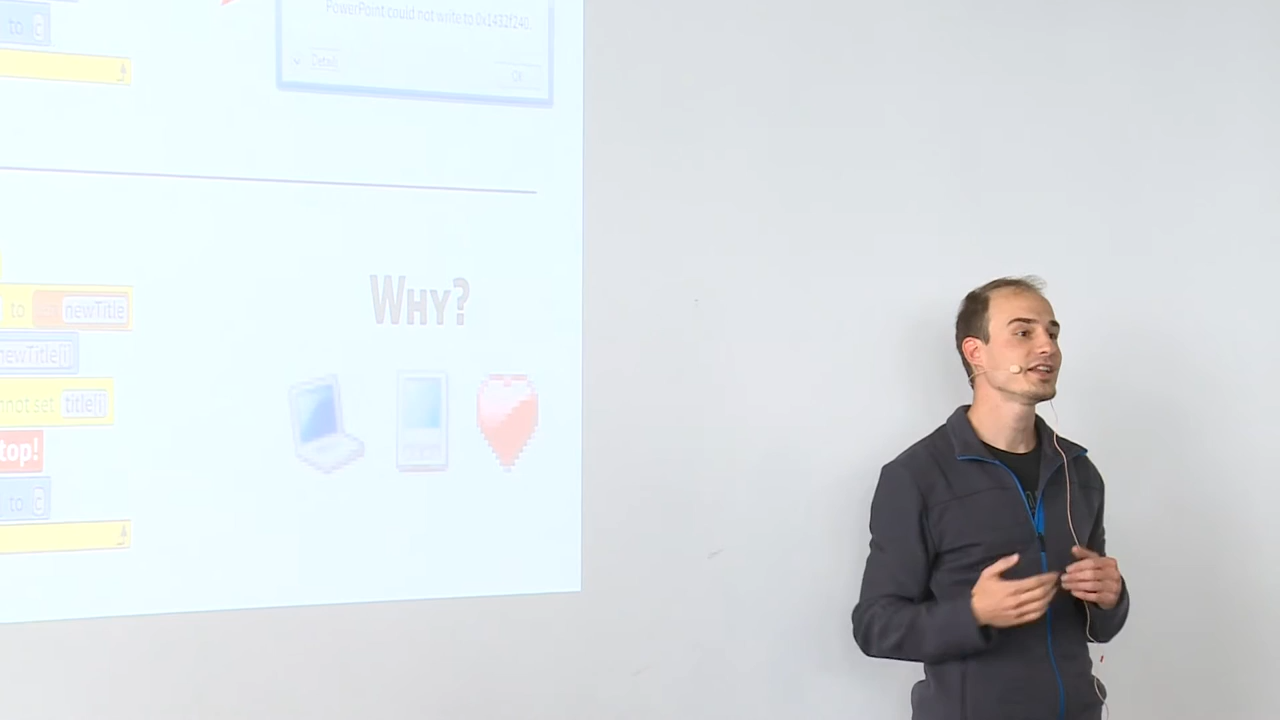 to c
PowerPoint could not write to 0x1432f240.
Details
OK
Why?
to newTitle
newTitle[i]
nnot set title[i
top!
to c